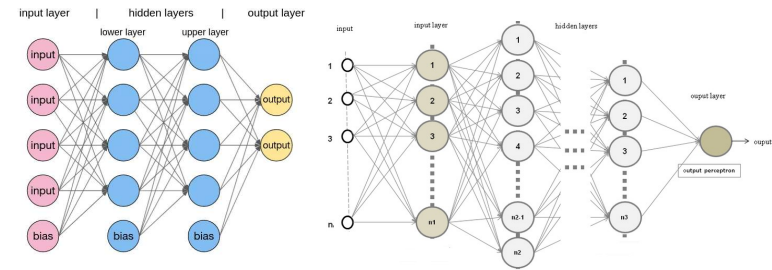 input layer | hidden layers | output layer
lower layer upper layer
input
input
input
input
bias
bias
bias
output
output
input
input layer
hidden layers
ouput layer
1
2
3
nᵢ
1
2
3
n1
1
2
3
4
n2-1
n2
1
2
3
n3
ouput
output perceptron